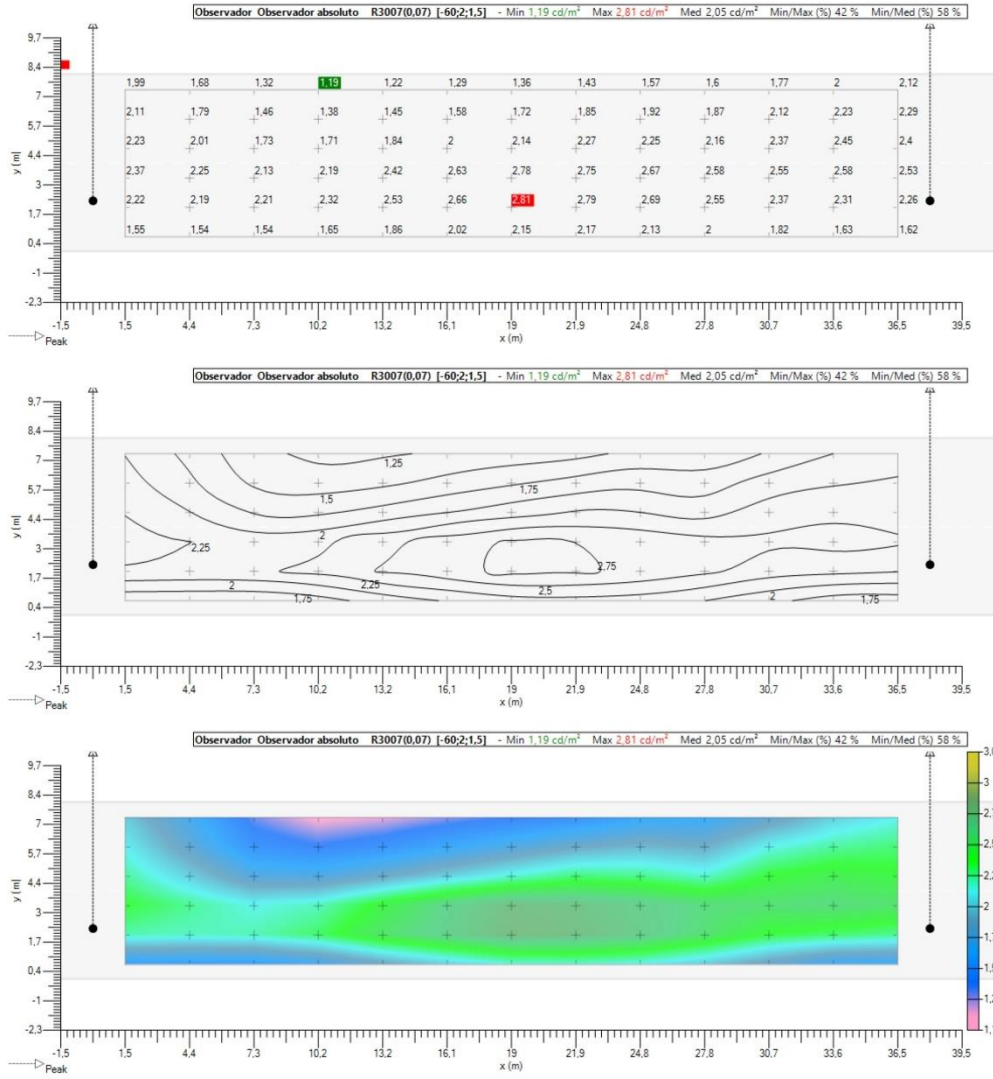 Observador Observador absoluto R3007(0,07) [-60;2;1,5] - Min 1,19 cd/m² Max 2,81 cd/m² Med 2,05 cd/m² Min/Max (%) 42 % Min/Med (%) 58 %
9,7
8,4
1,99 1,68 1,32 1,19 1,22 1,29 1,36 1,43 1,57 1,6 1,77 2 2,12
7
2,11 1,79 1,46 1,38 1,45 1,58 1,72 1,85 1,92 1,87 2,12 2,23 2,29
5,7
2,23 2,01 1,73 1,71 1,84 2 2,14 2,27 2,25 2,16 2,37 2,45 2,4
4,4
2,37 2,25 2,13 2,19 2,42 2,63 2,78 2,75 2,67 2,58 2,55 2,58 2,53
3
2,22 2,19 2,21 2,32 2,53 2,66 2,81 2,79 2,69 2,55 2,37 2,31 2,26
1,7
1,55 1,54 1,54 1,65 1,86 2,02 2,15 2,17 2,13 2 1,82 1,63 1,62
0,4
-1
-2,3
y (m)
-1,5 1,5 4,4 7,3 10,2 13,2 16,1 19 21,9 24,8 27,8 30,7 33,6 36,5 39,5
Peak x (m)
Observador Observador absoluto R3007(0,07) [-60;2;1,5] - Min 1,19 cd/m² Max 2,81 cd/m² Med 2,05 cd/m² Min/Max (%) 42 % Min/Med (%) 58 %
9,7
8,4
7
1,25
5,7
1,5 1,75
4,4
2
3
2,25
1,7
2,75
2 2,25 2,5 2
0,4
1,75 1,75
-1
-2,3
y (m)
-1,5 1,5 4,4 7,3 10,2 13,2 16,1 19 21,9 24,8 27,8 30,7 33,6 36,5 39,5
Peak x (m)
Observador Observador absoluto R3007(0,07) [-60;2;1,5] - Min 1,19 cd/m² Max 2,81 cd/m² Med 2,05 cd/m² Min/Max (%) 42 % Min/Med (%) 58 %
9,7
8,4
7
5,7
4,4
3
1,7
0,4
-1
-2,3
y (m)
-1,5 1,5 4,4 7,3 10,2 13,2 16,1 19 21,9 24,8 27,8 30,7 33,6 36,5 39,5
Peak x (m)